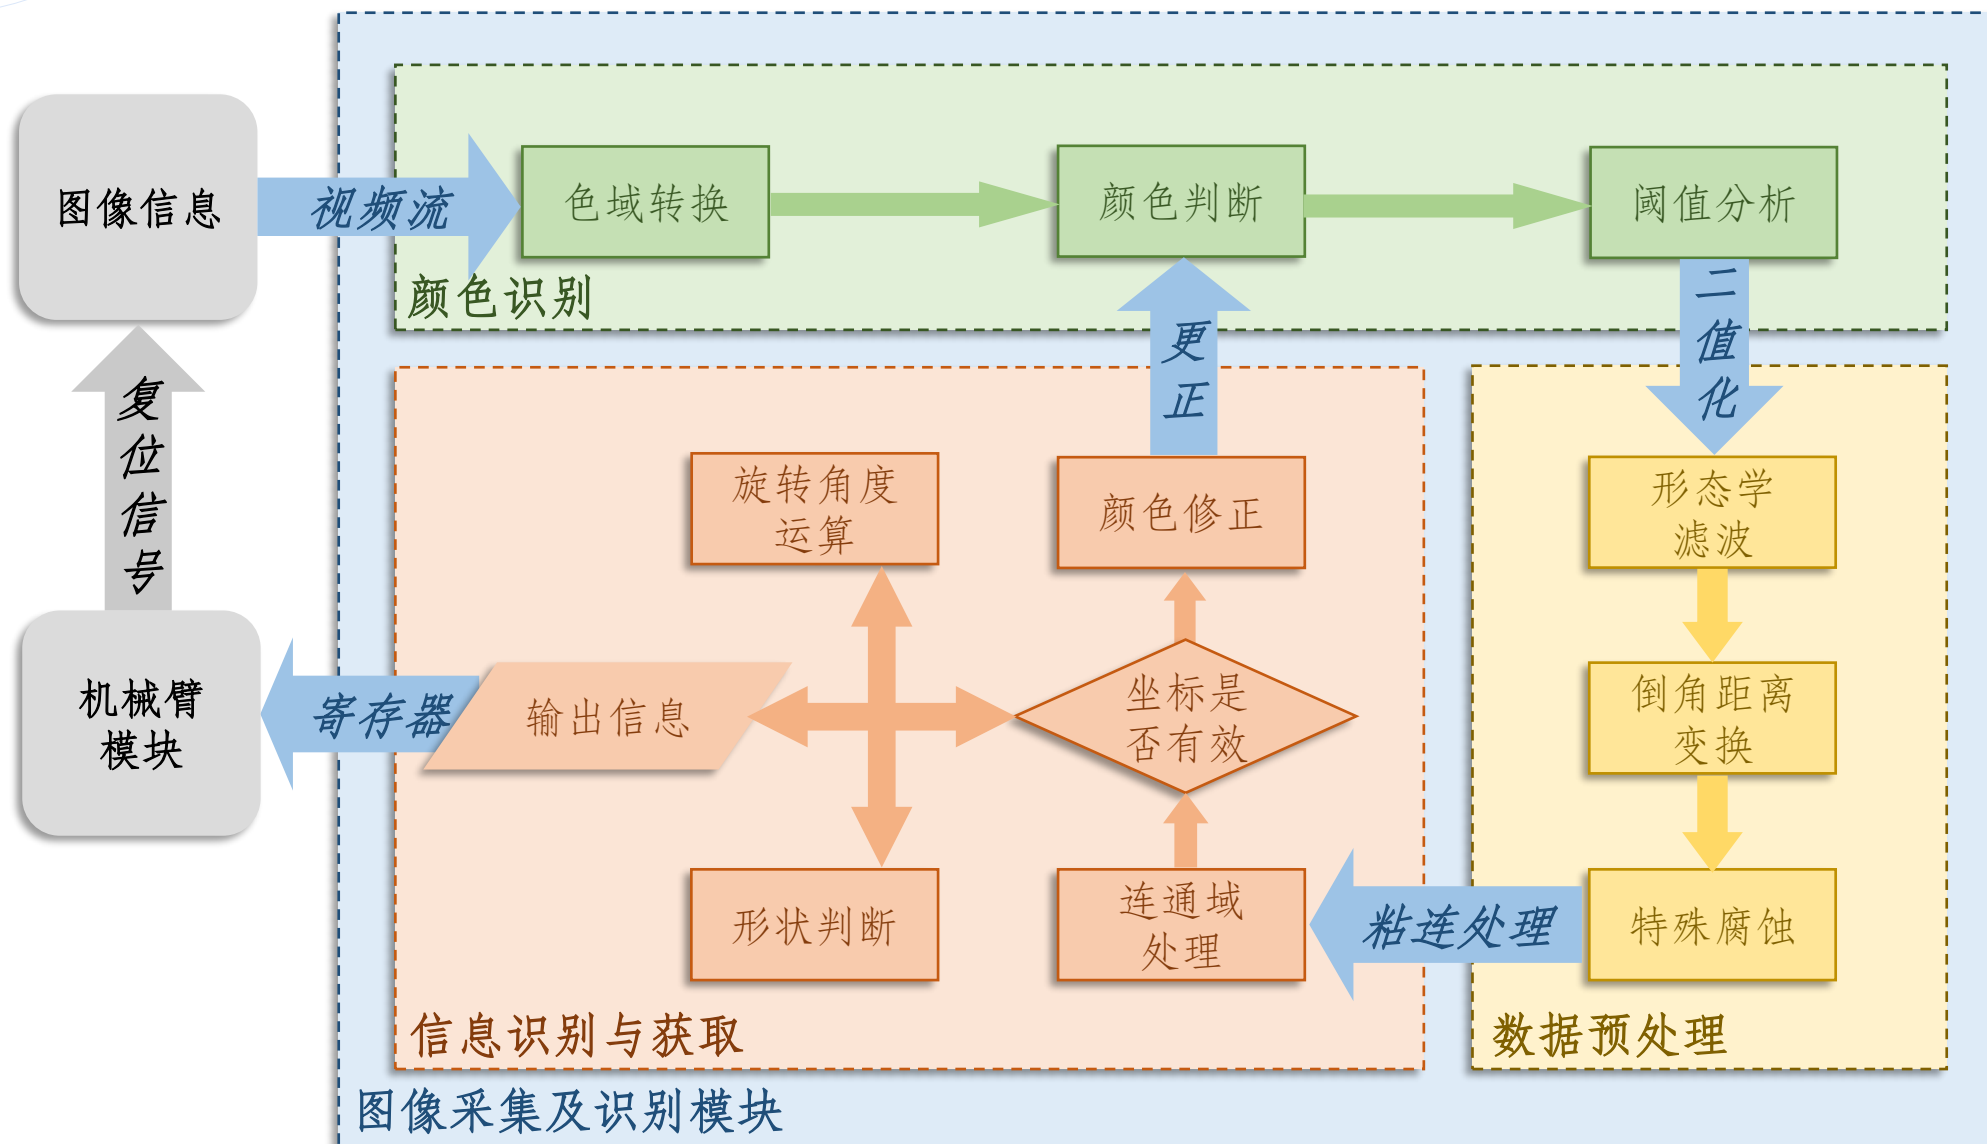 图像信息
视频流
色域转换
颜色判断
阈值分析
颜色识别
二
值
化
更
正
复
位
信
号
旋转角度
运算
颜色修正
形态学
滤波
机械臂
模块
寄存器
输出信息
坐标是
否有效
倒角距离
变换
形状判断
连通域
处理
粘连处理
特殊腐蚀
信息识别与获取
数据预处理
图像采集及识别模块